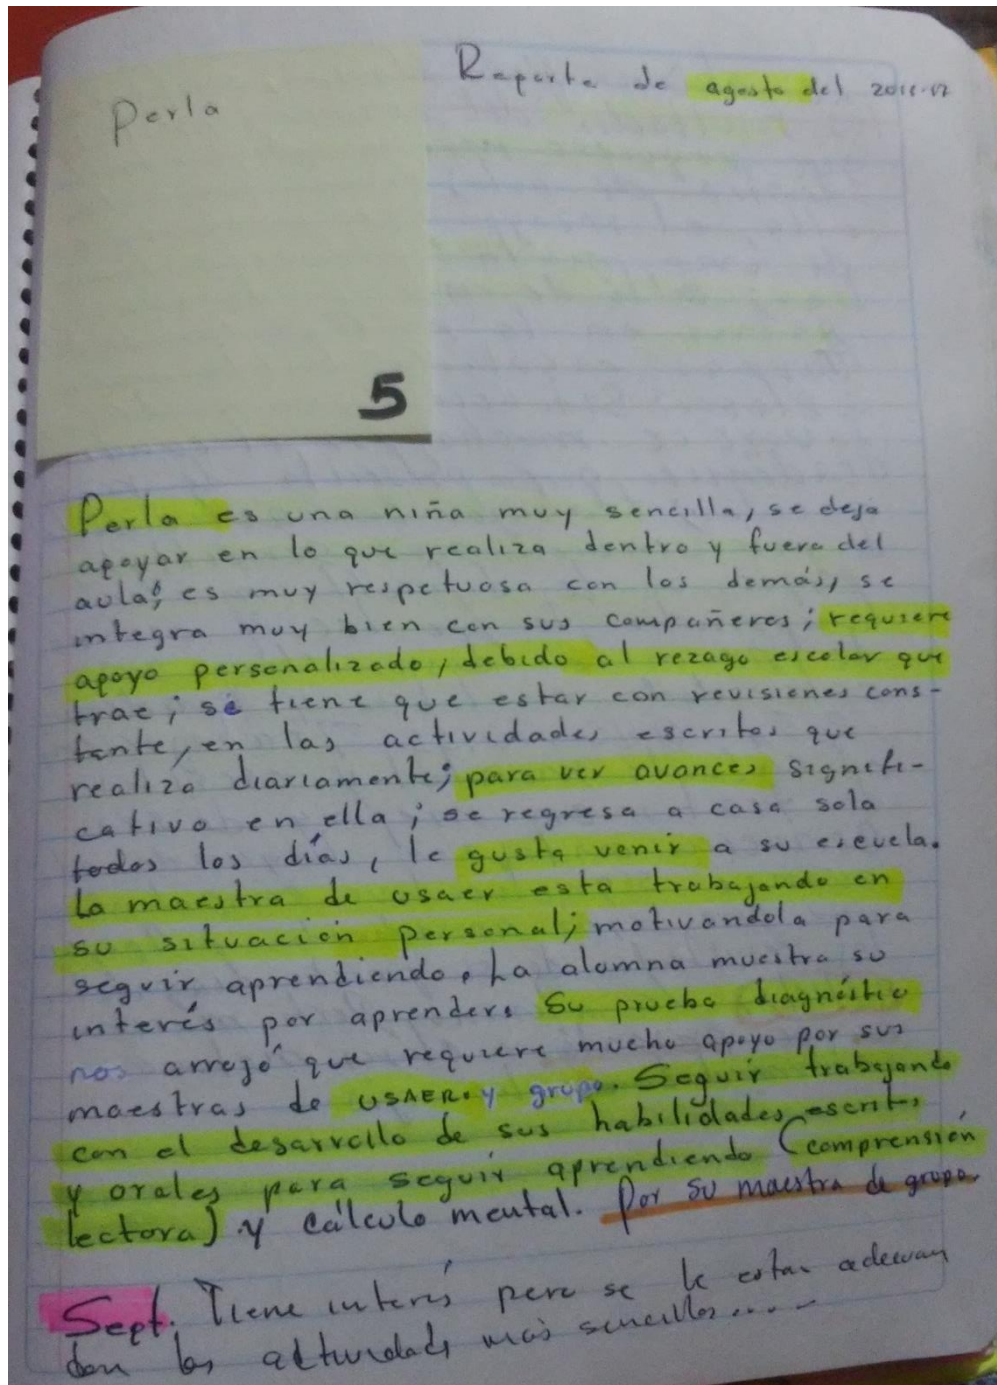 Perla
Reporte de agosto del 2016-17
5
Perla es una niña muy sencilla, se deja
apoyar en lo que realiza dentro y fuera del
aula; es muy respetuosa con los demás, se
integra muy bien con sus compañeros; requiere
apoyo personalizado, debido al rezago escolar que
trae; se tiene que estar con revisiones cons-
tante, en las actividades escritas que
realiza diariamente; para ver avances signifi-
cativo en ella; se regresa a casa sola
todos los días, le gusta venir a su escuela.
La maestra de usaer esta trabajando en
su situación personal; motivandola para
seguir aprendiendo. La alumna muestra su
interés por aprender. Su prueba diagnóstic
nos arrojó que requiere mucho apoyo por sus
maestras de USAER. y grupo. Seguir trabajando
con el desarrollo de sus habilidades escritas
y orales para seguir aprendiendo (comprensión
lectora) y cálculo mental. Por su maestra de grupo.
Sept. Tiene interés pero se le estan adecuan
don las actividads más sencillas.....